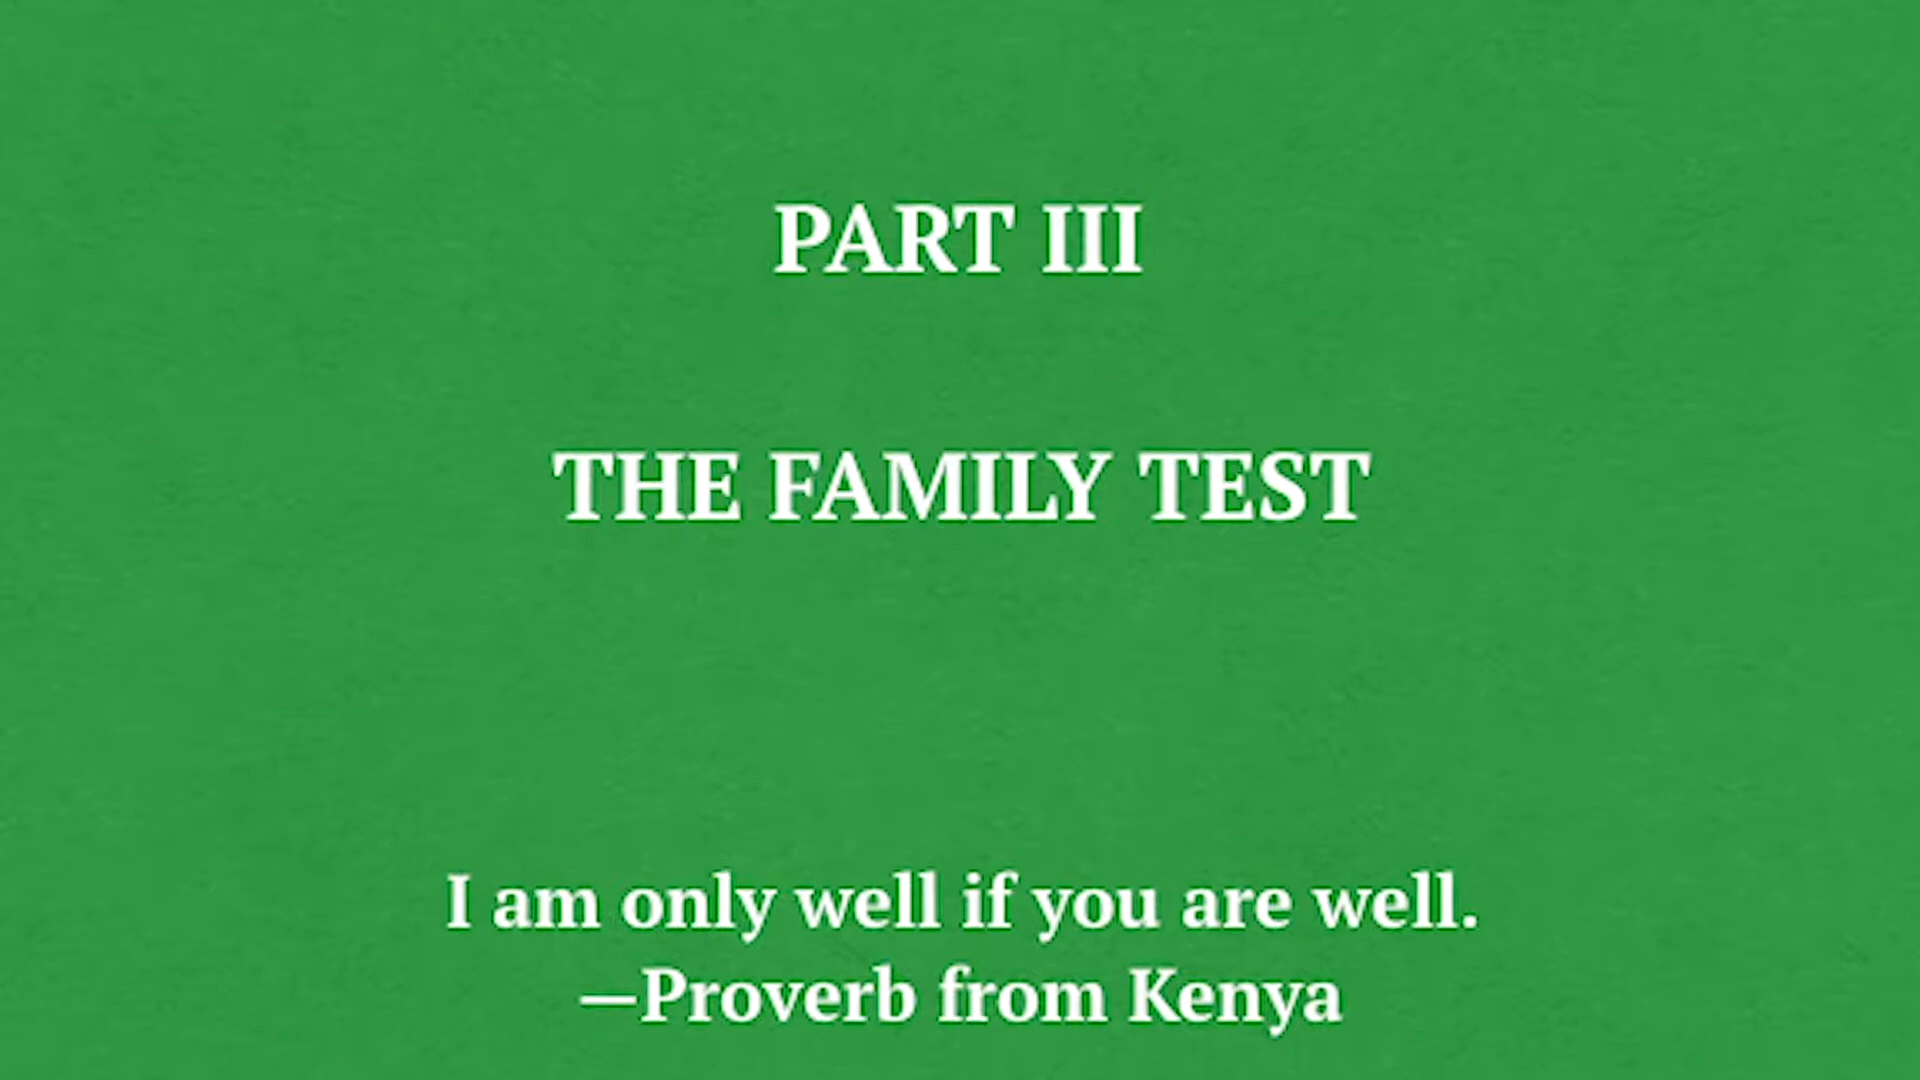 PART III
THE FAMILY TEST
I am only well if you are well.
—Proverb from Kenya